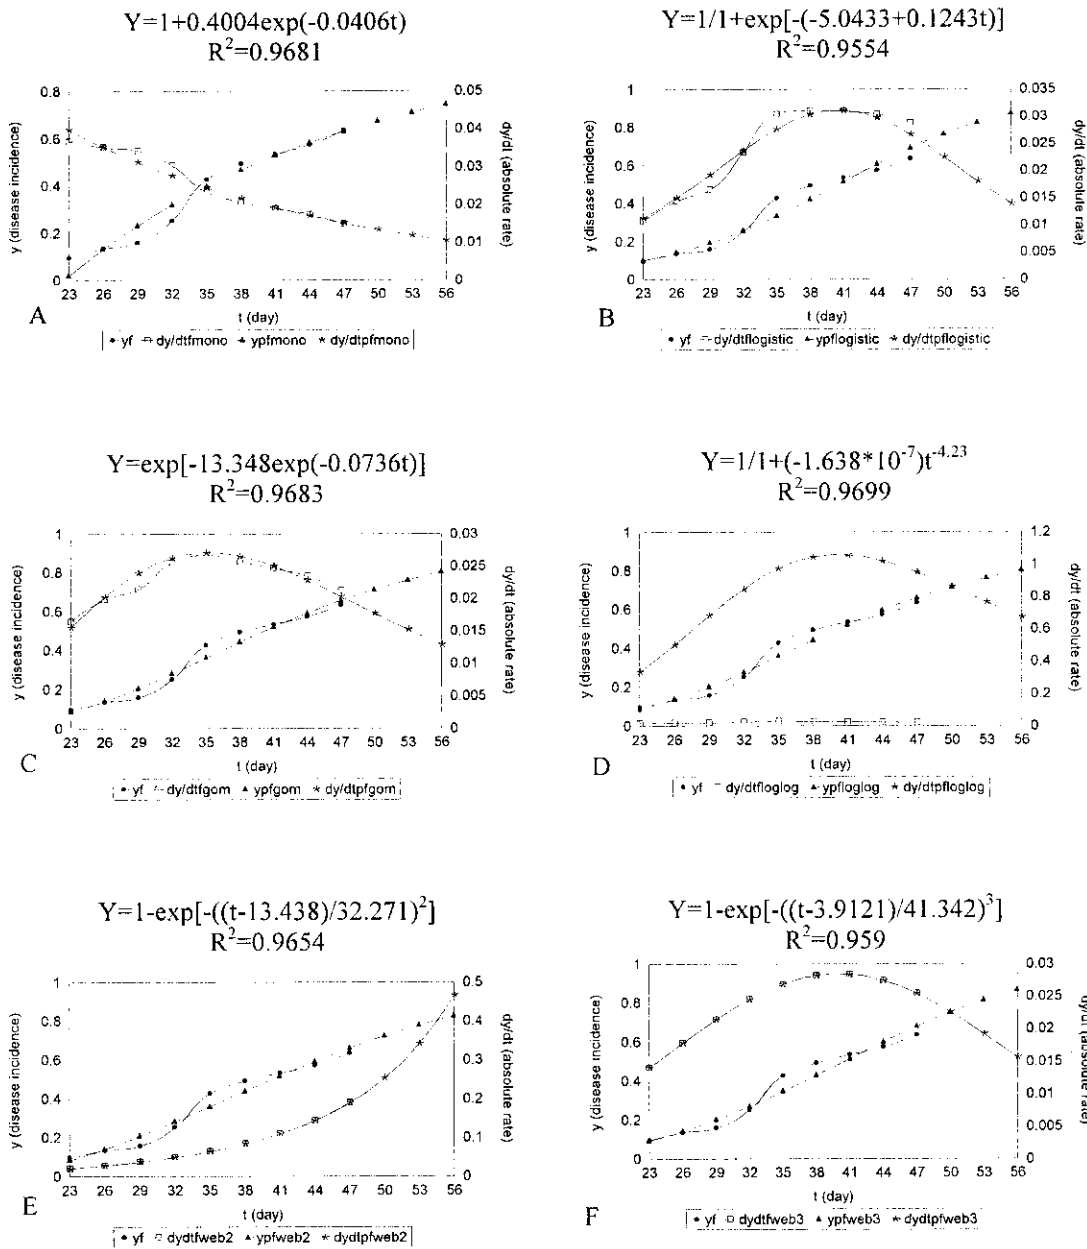 Y=1+0.4004exp(-0.0406t)
R²=0.9681
0.8
0.6
0.4
0.2
0
0.05
0.04
0.03
0.02
0.01
0
y (disease incidence)
dy/dt (absolute rate)
23 26 29 32 35 38 41 44 47 50 53 56
t (day)
A
yf dy/dtfmono ypfmono dy/dtpfmono
Y=1/1+exp[-(-5.0433+0.1243t)]
R²=0.9554
1
0.8
0.6
0.4
0.2
0
0.035
0.03
0.025
0.02
0.015
0.01
0.005
0
y (disease incidence)
dy/dt (absolute rate)
23 26 29 32 35 38 41 44 47 50 53 56
t (day)
B
yf dy/dtflogistic ypflogistic dy/dtpflogistic
Y=exp[-13.348exp(-0.0736t)]
R²=0.9683
1
0.8
0.6
0.4
0.2
0
0.03
0.025
0.02
0.015
0.01
0.005
0
y (disease incidence)
dy/dt (absolute rate)
23 26 29 32 35 38 41 44 47 50 53 56
t (day)
C
yf dy/dtfgom ypfgom dy/dtpfgom
Y=1/1+(-1.638*10⁻⁷)t⁻⁴·²³
R²=0.9699
1
0.8
0.6
0.4
0.2
0
1.2
1
0.8
0.6
0.4
0.2
0
y (disease incidence)
dy/dt (absolute rate)
23 26 29 32 35 38 41 44 47 50 53 56
t (day)
D
yf dy/dtfloglog ypfloglog dy/dtpfloglog
Y=1-exp[-((t-13.438)/32.271)²]
R²=0.9654
1
0.8
0.6
0.4
0.2
0
0.5
0.4
0.3
0.2
0.1
0
y (disease incidence)
dy/dt (absolute rate)
23 26 29 32 35 38 41 44 47 50 53 56
t (day)
E
yf dydtfweb2 ypfweb2 dydtpfweb2
Y=1-exp[-((t-3.9121)/41.342)³]
R²=0.959
1
0.8
0.6
0.4
0.2
0
0.03
0.025
0.02
0.015
0.01
0.005
0
y (disease incidence)
dy/dt (absolute rate)
23 26 29 32 35 38 41 44 47 50 53 56
t (day)
F
yf dydtfweb3 ypfweb3 dydtpfweb3